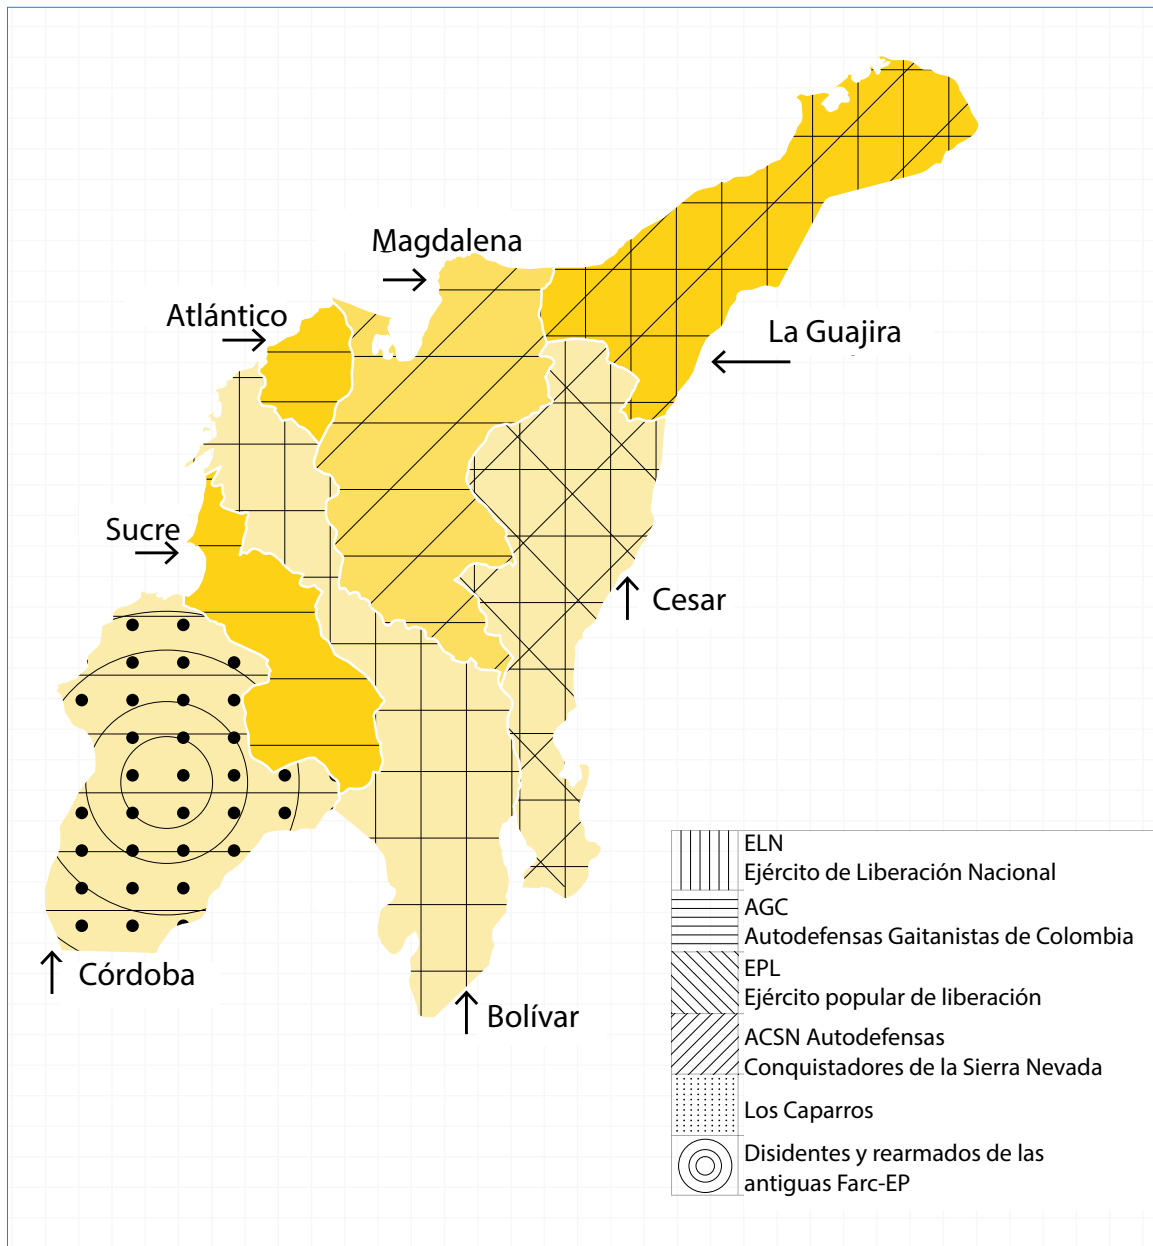 Magdalena
Atlántico
La Guajira
Sucre
Cesar
Córdoba
Bolívar
ELN
Ejército de Liberación Nacional
AGC
Autodefensas Gaitanistas de Colombia
EPL
Ejército popular de liberación
ACSN Autodefensas
Conquistadores de la Sierra Nevada
Los Caparros
Disidentes y rearmados de las
antiguas Farc-EP